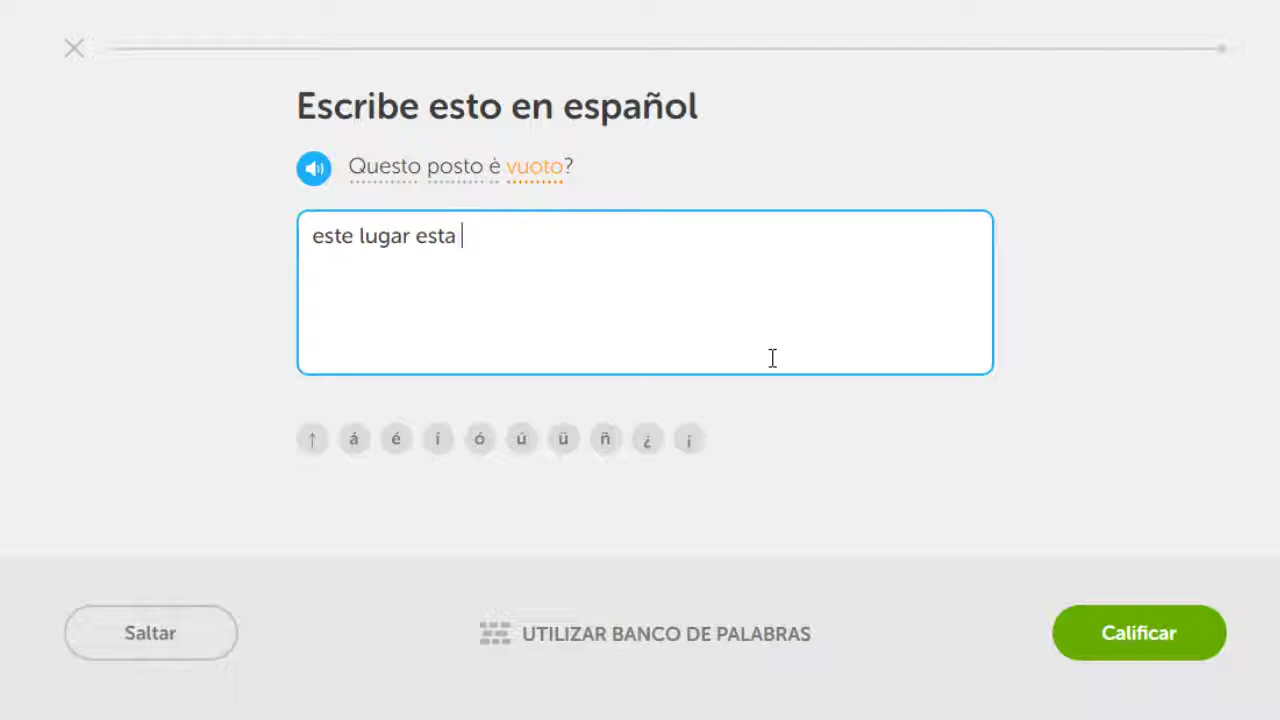 Escribe esto en español
Questo posto è vuoto?
este lugar esta
↑ á é í ó ú ü ñ ¿ ¡
Saltar
UTILIZAR BANCO DE PALABRAS
Calificar